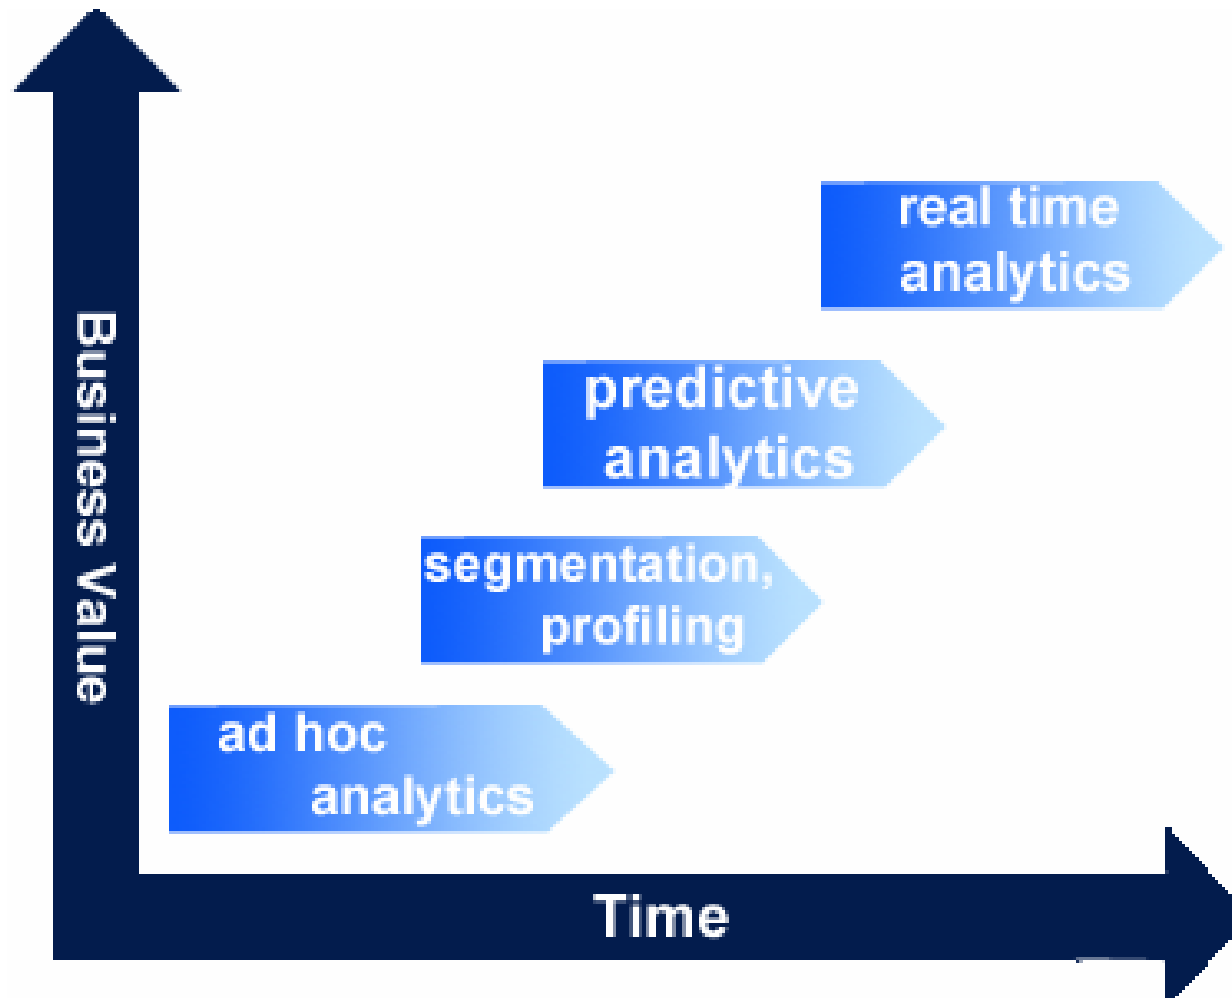 real time
analytics
predictive
analytics
segmentation,
profiling
ad hoc
analytics
Business Value
Time